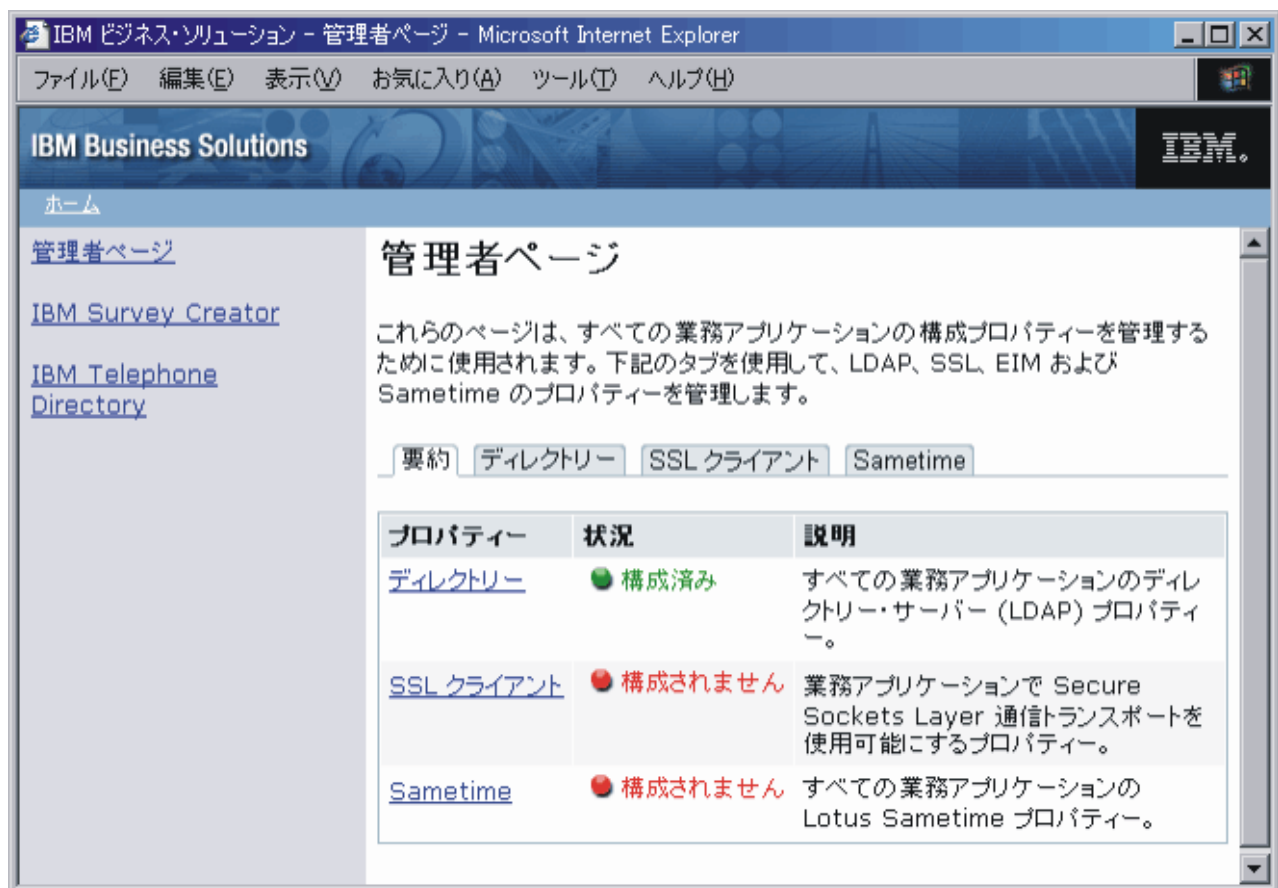 IBM ビジネス・ソリューション - 管理者ページ - Microsoft Internet Explorer
ファイル(F) 編集(E) 表示(V) お気に入り(A) ツール(T) ヘルプ(H)
IBM Business Solutions
IBM.
ホーム
管理者ページ
IBM Survey Creator
IBM Telephone
Directory
管理者ページ
これらのページは、すべての業務アプリケーションの構成プロパティーを管理する
ために使用されます。下記のタブを使用して、LDAP、SSL、EIM および
Sametime のプロパティーを管理します。
要約 ディレクトリー SSL クライアント Sametime
プロパティー 状況 説明
ディレクトリー 構成済み すべての業務アプリケーションのディレ
クトリー・サーバー (LDAP) プロパティ
ー。
SSL クライアント 構成されません 業務アプリケーションで Secure
Sockets Layer 通信トランスポートを
使用可能にするプロパティー。
Sametime 構成されません すべての業務アプリケーションの
Lotus Sametime プロパティー。